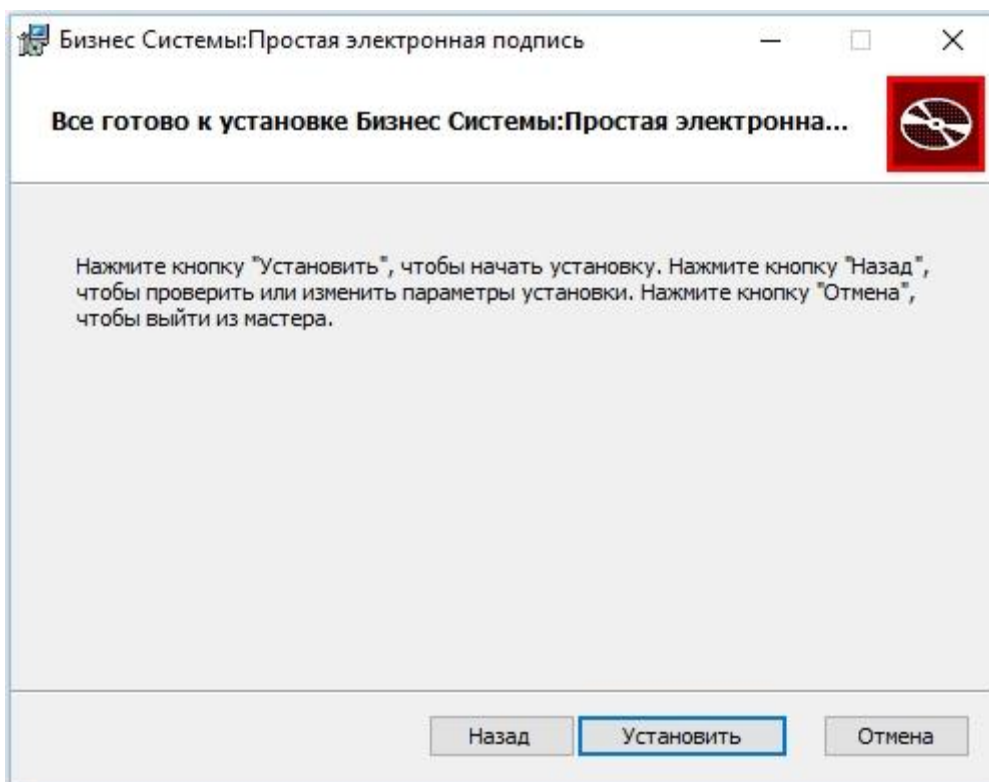 Бизнес Системы:Простая электронная подпись
Все готово к установке Бизнес Системы:Простая электронна...
Нажмите кнопку "Установить", чтобы начать установку. Нажмите кнопку "Назад",
чтобы проверить или изменить параметры установки. Нажмите кнопку "Отмена",
чтобы выйти из мастера.
Назад
Установить
Отмена